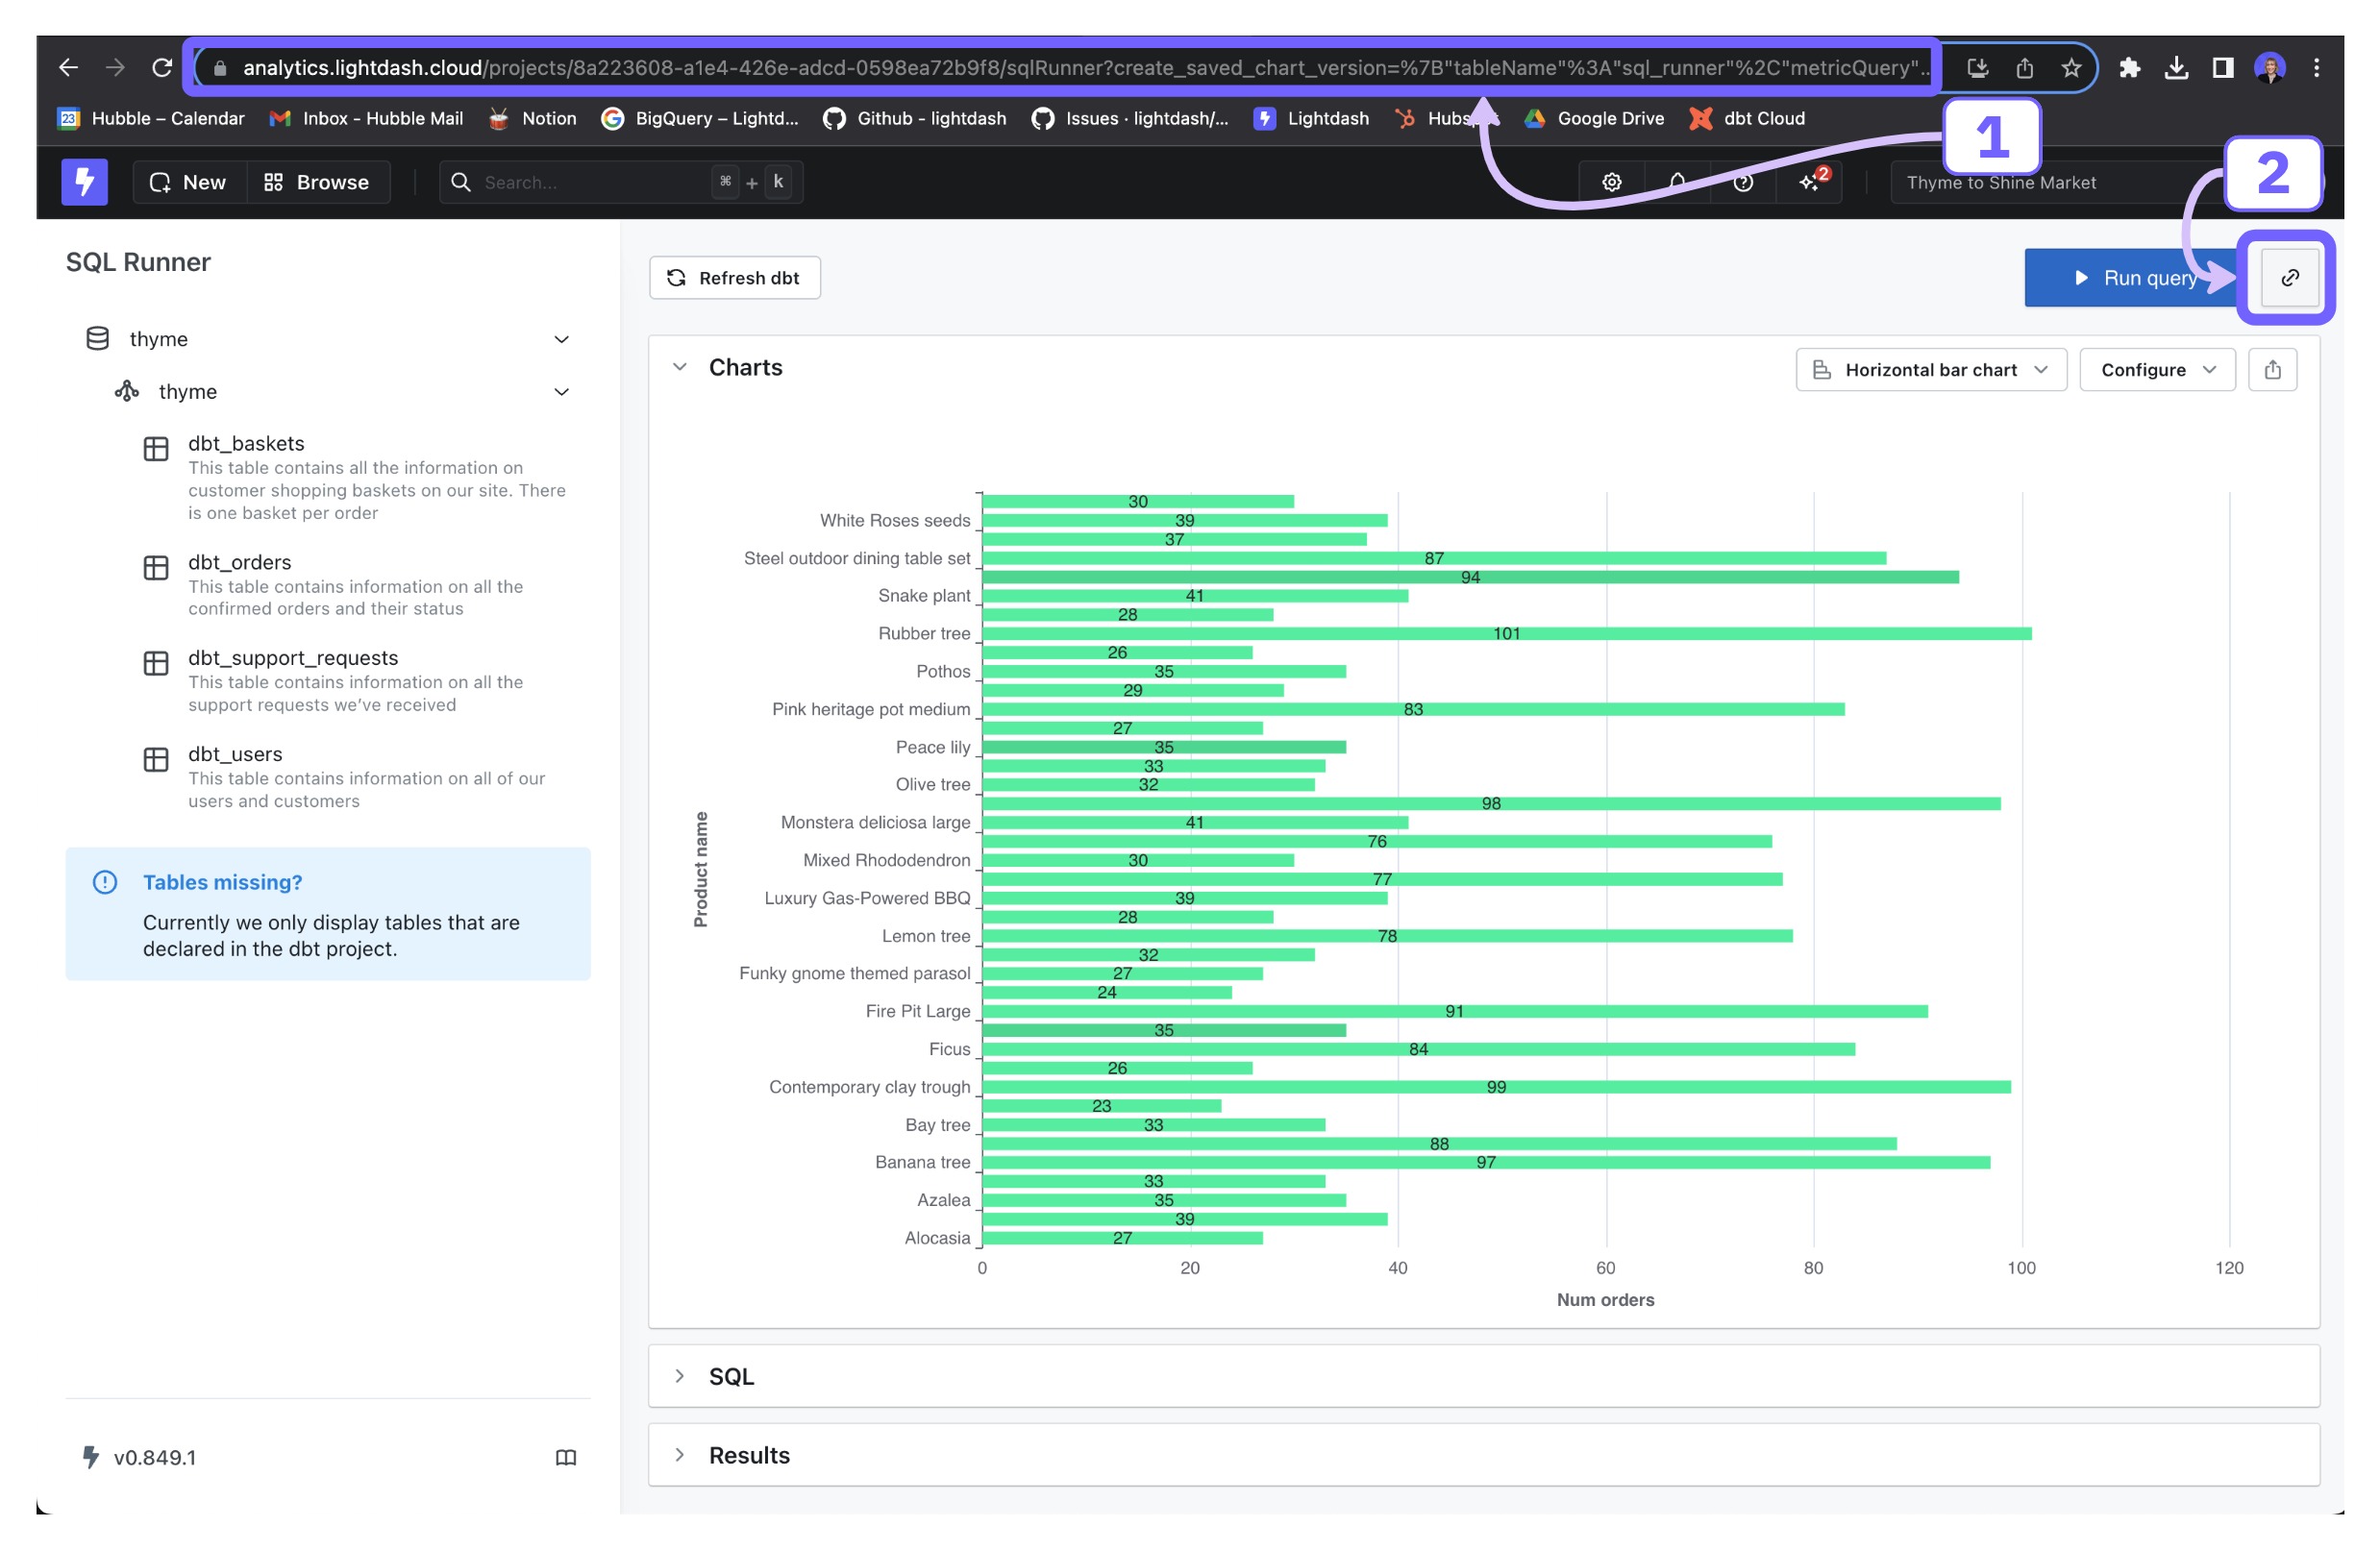 analytics.lightdash.cloud/projects/8a223608-a1e4-426e-adcd-0598ea72b9f8/sqlRunner?create_saved_chart_version=%7B"tableName"%3A"sql_runner"%2C"metricQuery"...
23 Hubble – Calendar Inbox - Hubble Mail Notion BigQuery – Lightd... Github - lightdash Issues · lightdash/... Lightdash Google Drive dbt Cloud
1
2
New Browse Search... ⌘ + k 2 Thyme to Shine Market
SQL Runner
thyme
thyme
dbt_baskets
This table contains all the information on
customer shopping baskets on our site. There
is one basket per order
dbt_orders
This table contains information on all the
confirmed orders and their status
dbt_support_requests
This table contains information on all the
support requests we've received
dbt_users
This table contains information on all of our
users and customers
Tables missing?
Currently we only display tables that are
declared in the dbt project.
v0.849.1
Refresh dbt
Run query
Charts
Horizontal bar chart
Configure
Product name
30
White Roses seeds 39
37
Steel outdoor dining table set 87
94
Snake plant 41
28
Rubber tree 101
26
Pothos 35
29
Pink heritage pot medium 83
27
Peace lily 35
33
Olive tree 32
98
Monstera deliciosa large 41
76
Mixed Rhododendron 30
77
Luxury Gas-Powered BBQ 39
28
Lemon tree 78
32
Funky gnome themed parasol 27
24
Fire Pit Large 91
35
Ficus 84
26
Contemporary clay trough 99
23
Bay tree 33
88
Banana tree 97
33
Azalea 35
39
Alocasia 27
0 20 40 60 80 100 120
Num orders
SQL
Results